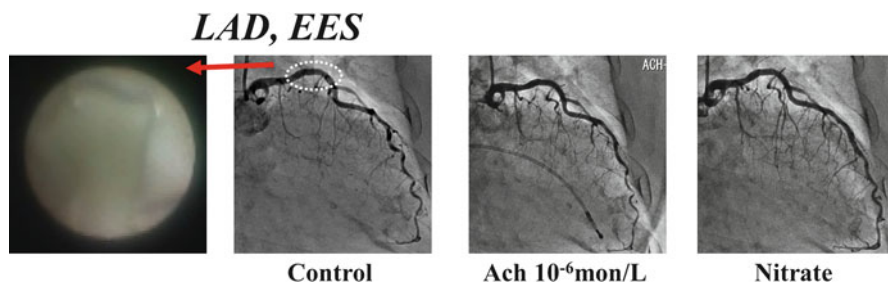 LAD, EES
ACH-
Control
Ach 10⁻⁶mon/L
Nitrate